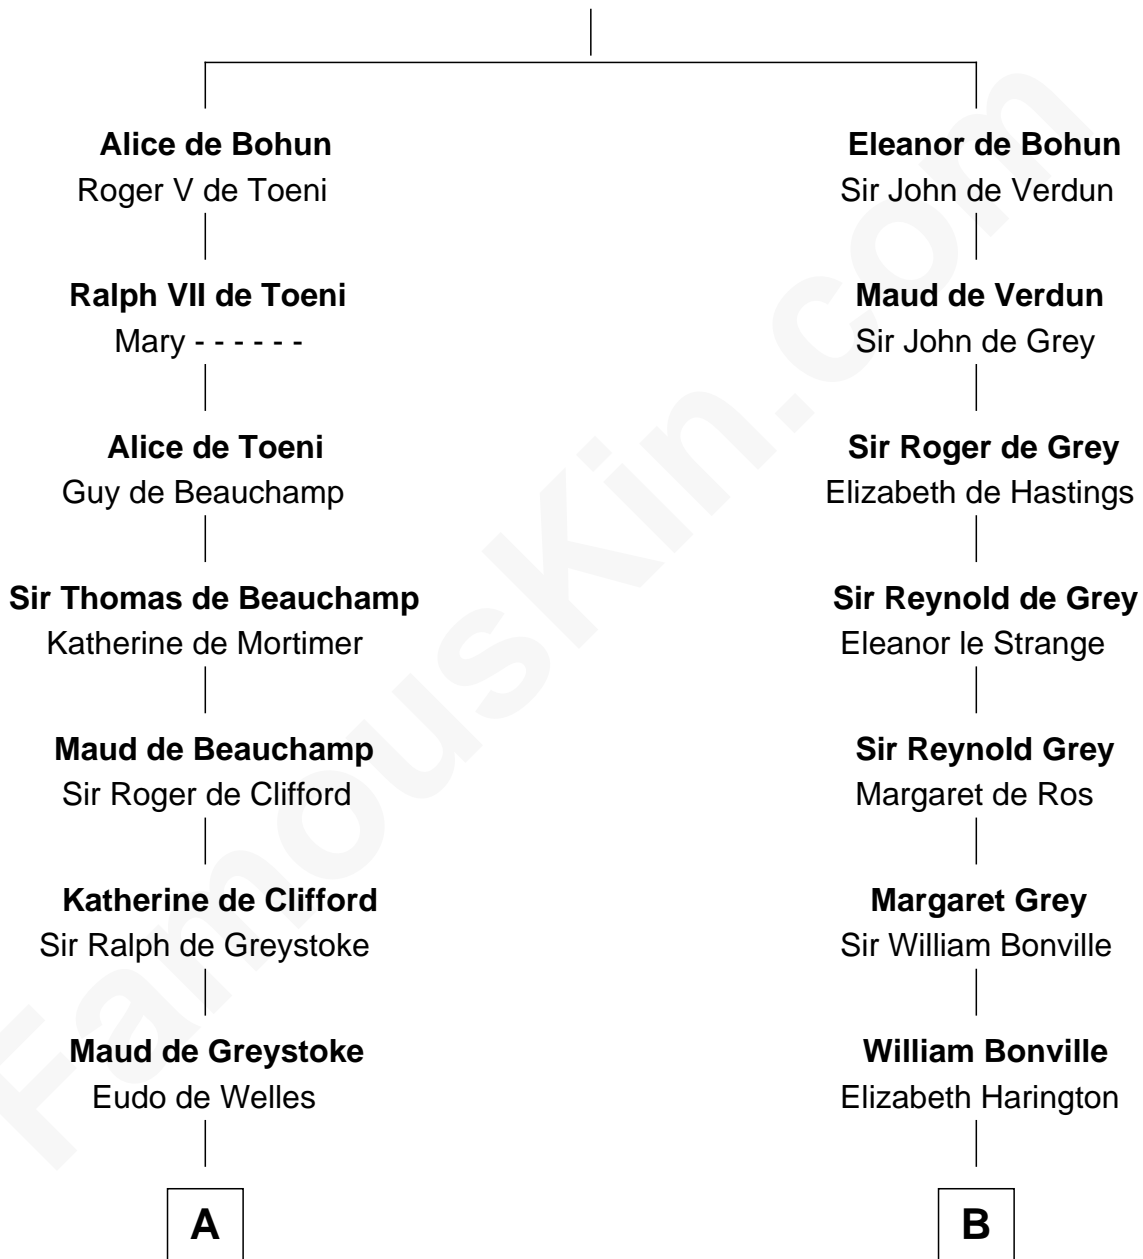 Alice de Bohun
Roger V de Toeni
Ralph VII de Toeni
Mary - - - - - -
Alice de Toeni
Guy de Beauchamp
Sir Thomas de Beauchamp
Katherine de Mortimer
Maud de Beauchamp
Sir Roger de Clifford
Katherine de Clifford
Sir Ralph de Greystoke
Maud de Greystoke
Eudo de Welles
A
Eleanor de Bohun
Sir John de Verdun
Maud de Verdun
Sir John de Grey
Sir Roger de Grey
Elizabeth de Hastings
Sir Reynold de Grey
Eleanor le Strange
Sir Reynold Grey
Margaret de Ros
Margaret Grey
Sir William Bonville
William Bonville
Elizabeth Harington
B
FamousKin.com